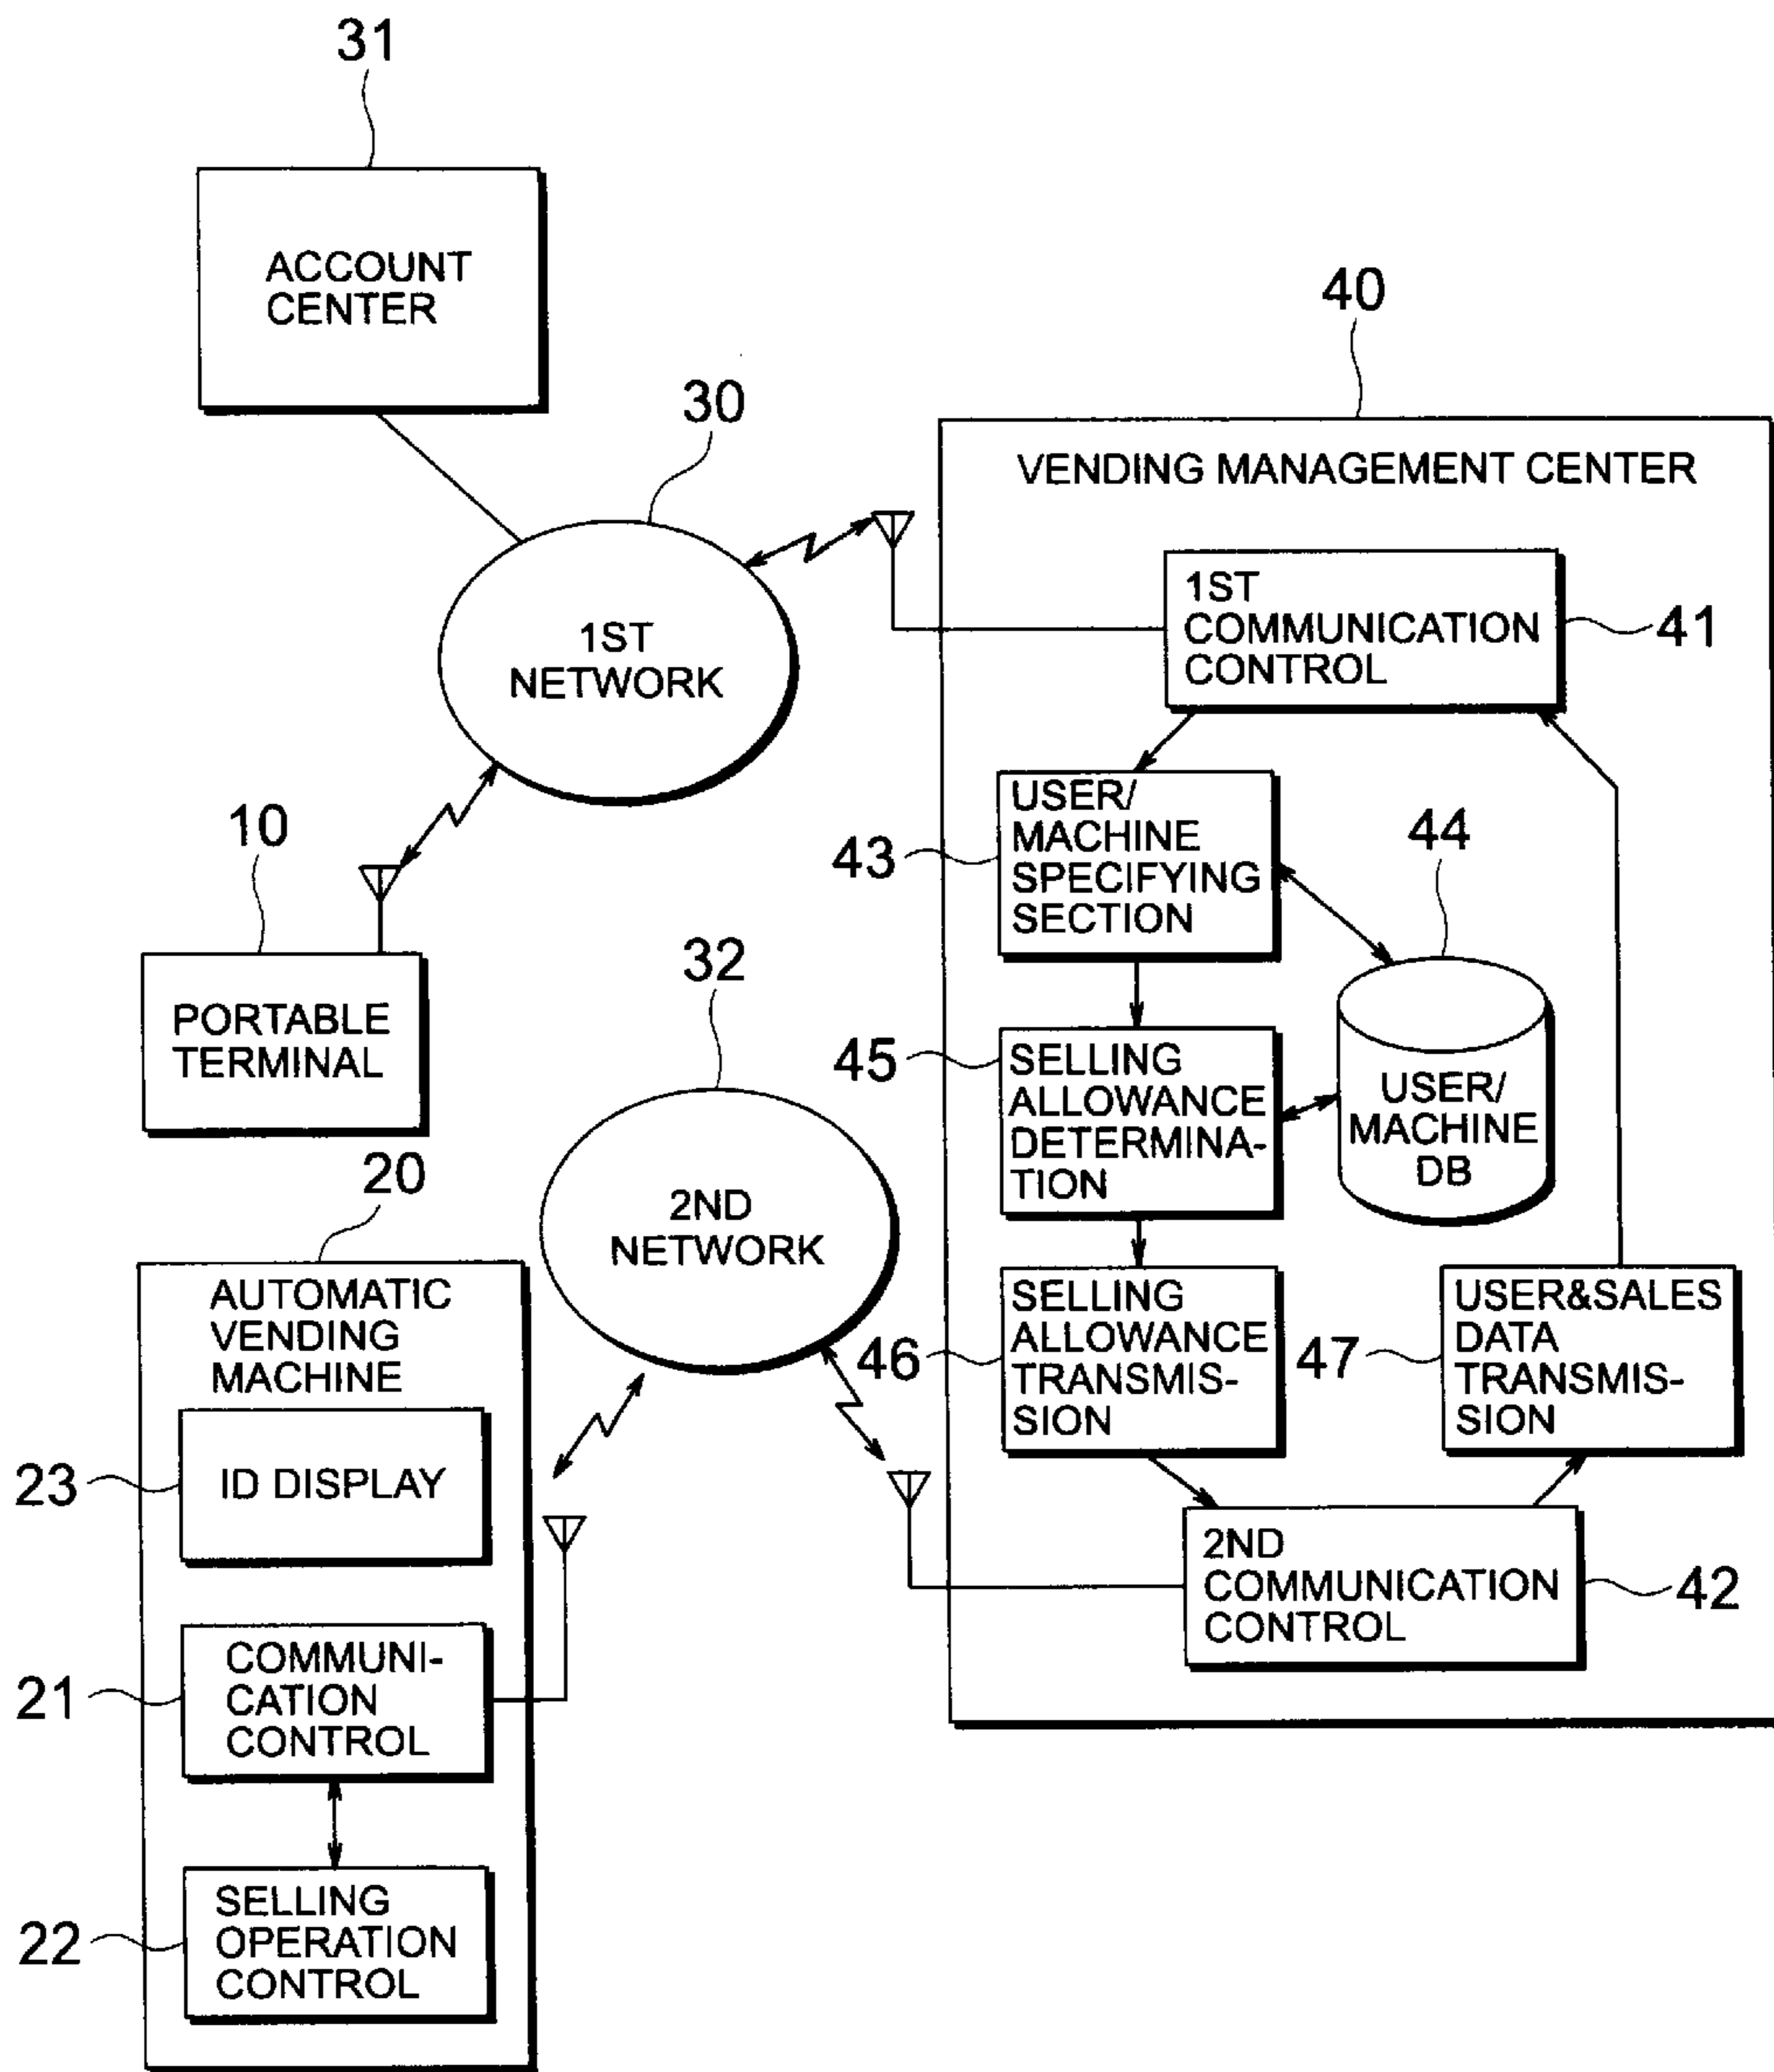 31
ACCOUNT
CENTER
40
30
VENDING MANAGEMENT CENTER
1ST
COMMUNICATION
CONTROL
41
1ST
NETWORK
10
USER/
MACHINE
SPECIFYING
SECTION
43
44
32
PORTABLE
TERMINAL
45
SELLING
ALLOWANCE
DETERMINA-
TION
USER/
MACHINE
DB
20
2ND
NETWORK
AUTOMATIC
VENDING
MACHINE
46
SELLING
ALLOWANCE
TRANSMIS-
SION
47
USER&SALES
DATA
TRANSMIS-
SION
23
ID DISPLAY
2ND
COMMUNICATION
CONTROL
42
21
COMMUNI-
CATION
CONTROL
22
SELLING
OPERATION
CONTROL